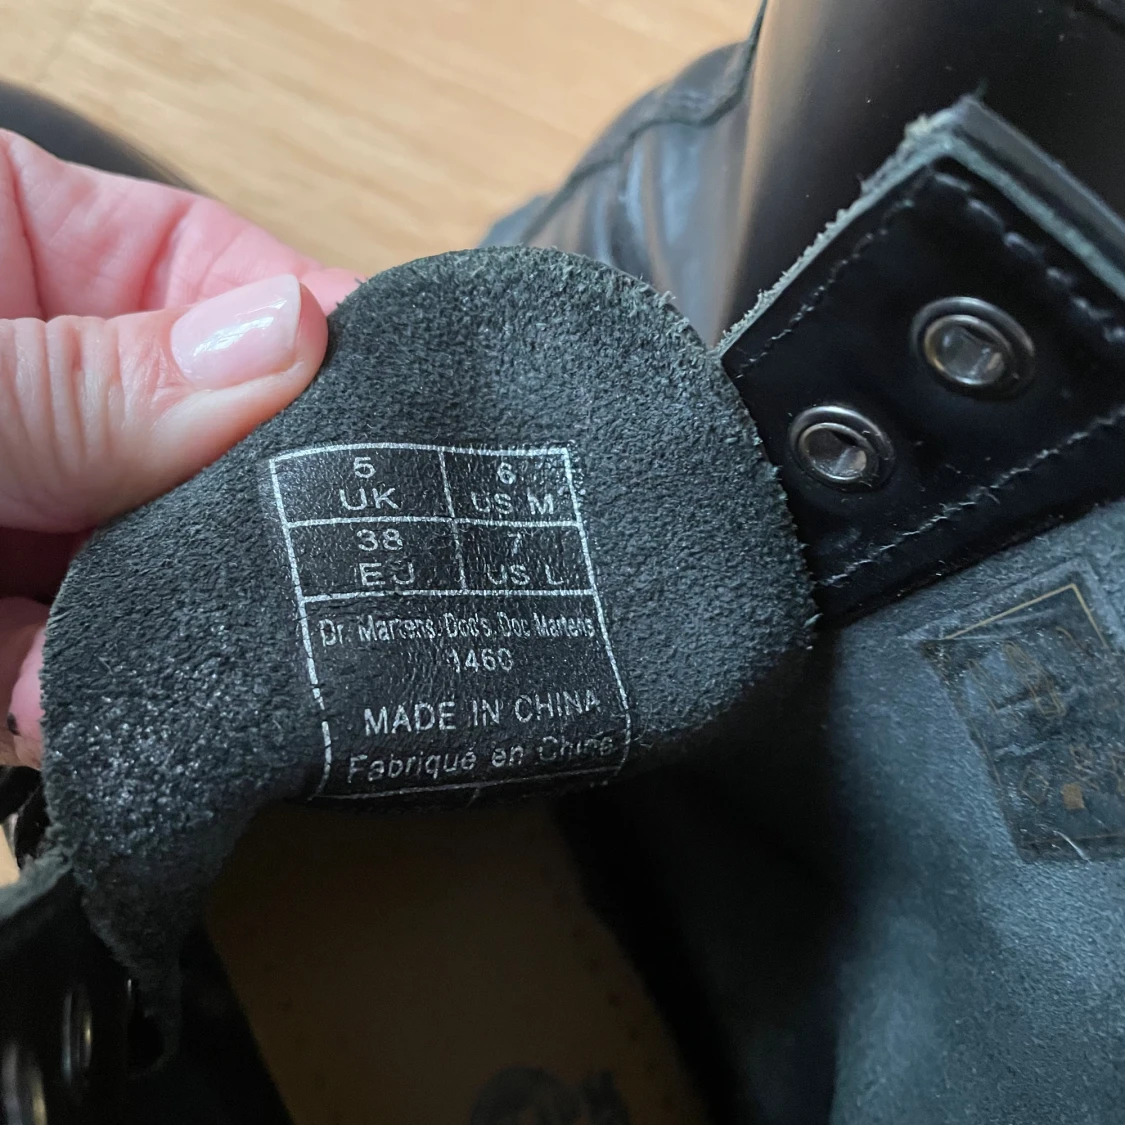 5 6
UK US M
38 7
EU US L
Dr. Martens. Doc's. Doc Martens
1460
MADE IN CHINA
Fabriqué en Chine